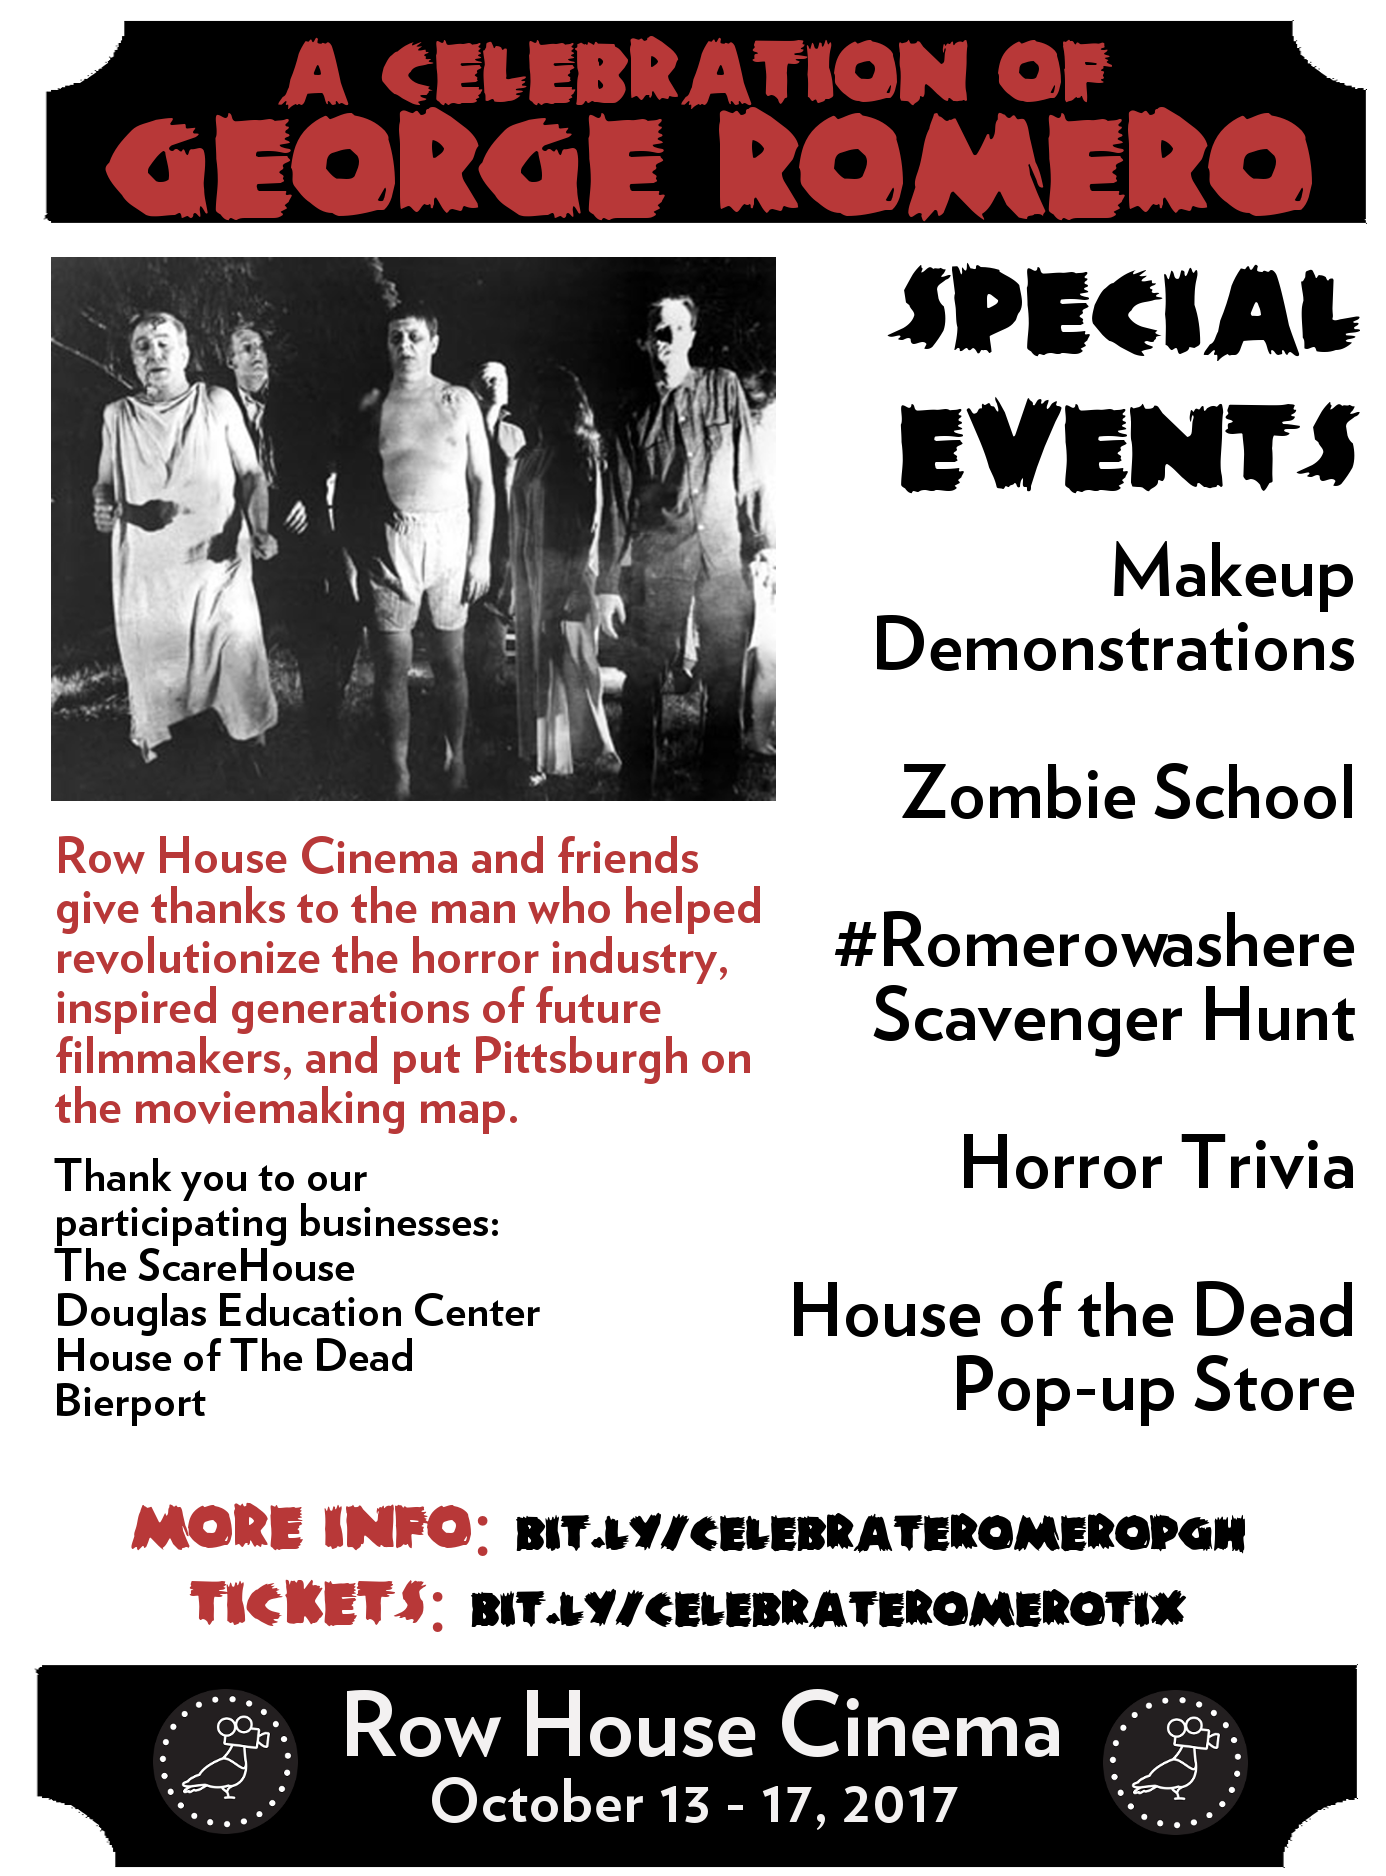 A CELEBRATION OF
GEORGE ROMERO
SPECIAL
EVENTS
Makeup
Demonstrations
Zombie School
#Romerowashere
Scavenger Hunt
Horror Trivia
House of the Dead
Pop-up Store
Row House Cinema and friends
give thanks to the man who helped
revolutionize the horror industry,
inspired generations of future
filmmakers, and put Pittsburgh on
the moviemaking map.
Thank you to our
participating businesses:
The ScareHouse
Douglas Education Center
House of The Dead
Bierport
MORE INFO: BIT.LY/CELEBRATEROMEROPGH
TICKETS: BIT.LY/CELEBRATEROMEROTIX
Row House Cinema
October 13 - 17, 2017